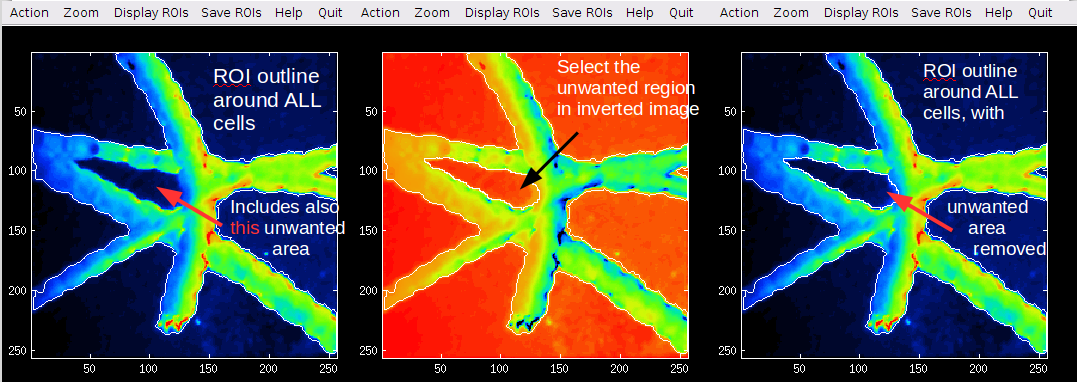 Action Zoom Display ROIs Save ROIs Help Quit Action Zoom Display ROIs Save ROIs Help Quit Action Zoom Display ROIs Save ROIs Help Quit
ROI outline
around ALL
cells
Includes also
this unwanted
area
50
100
150
200
250
50 100 150 200 250
Select the
unwanted region
in inverted image
50
100
150
200
250
50 100 150 200 250
ROI outline
around ALL
cells, with
unwanted
area
removed
50
100
150
200
250
50 100 150 200 250